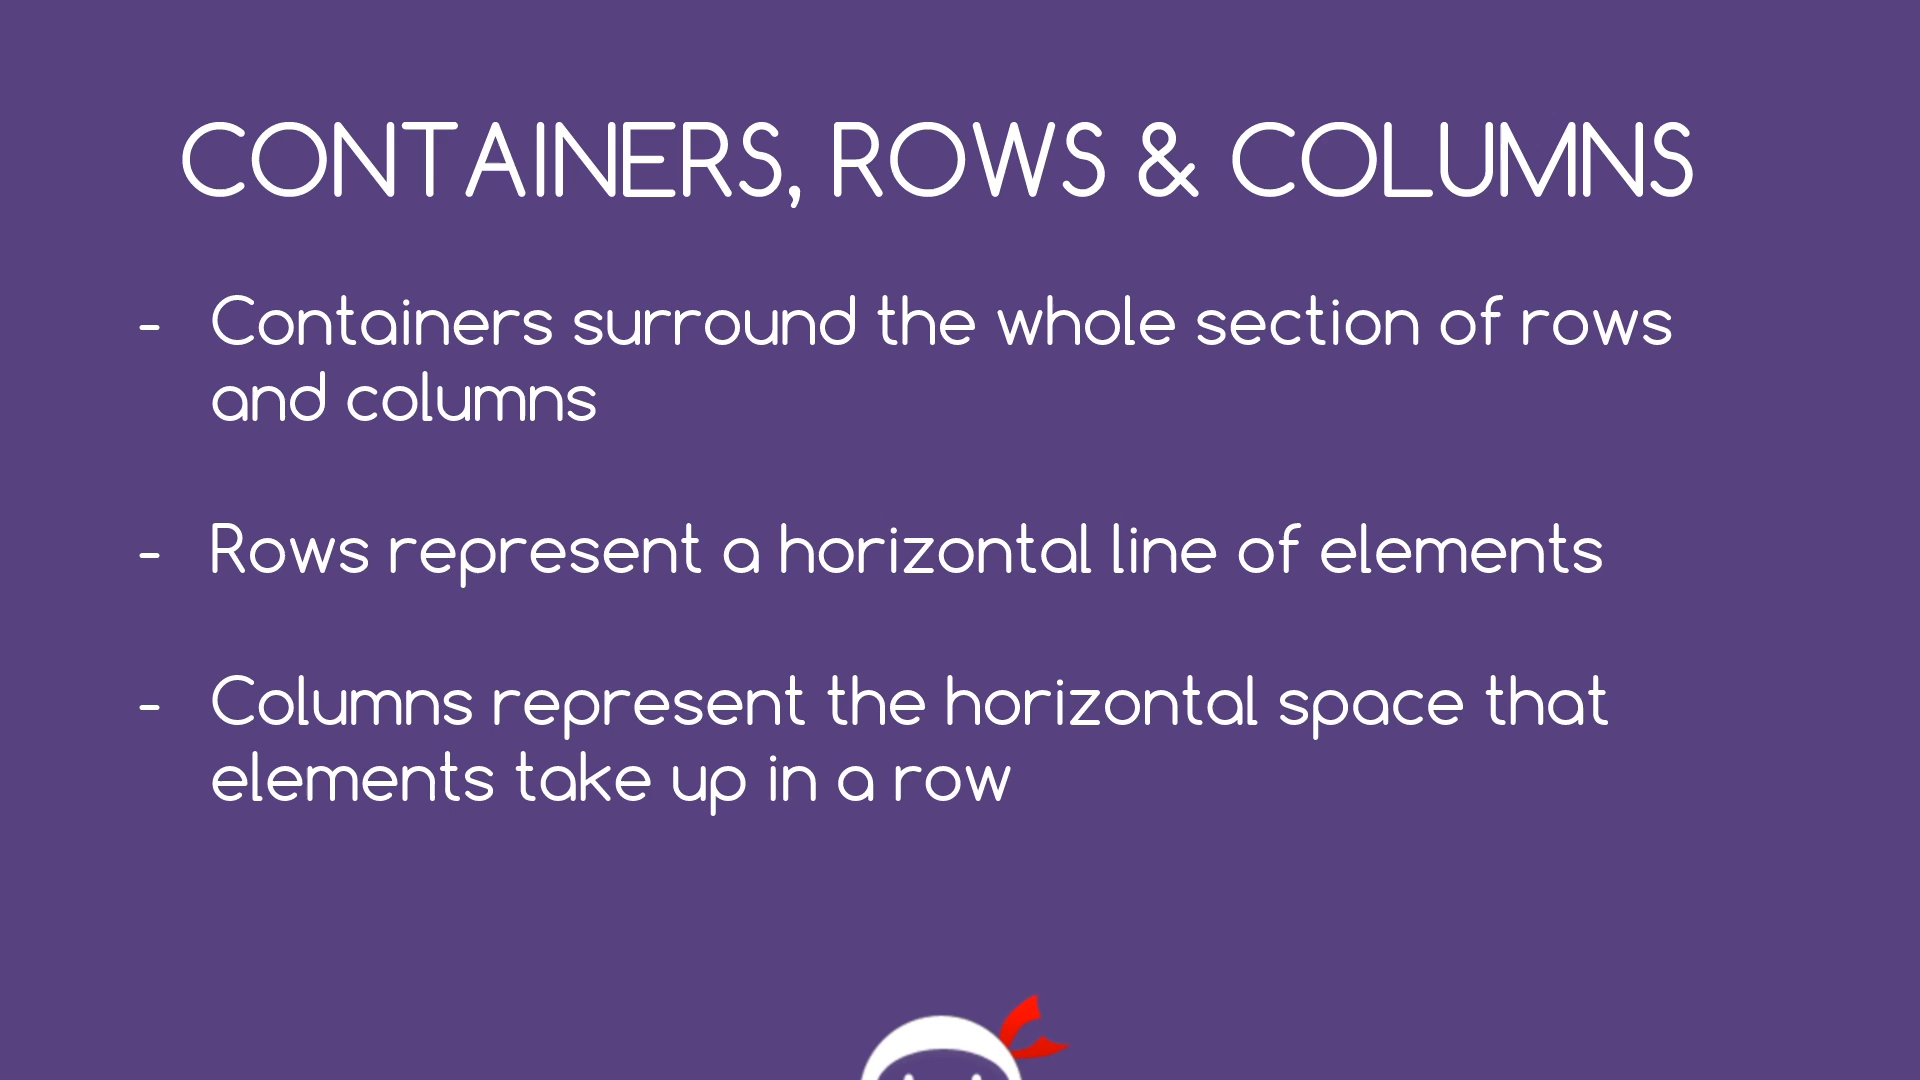 CONTAINERS, ROWS & COLUMNS
- Containers surround the whole section of rows
and columns
- Rows represent a horizontal line of elements
- Columns represent the horizontal space that
elements take up in a row